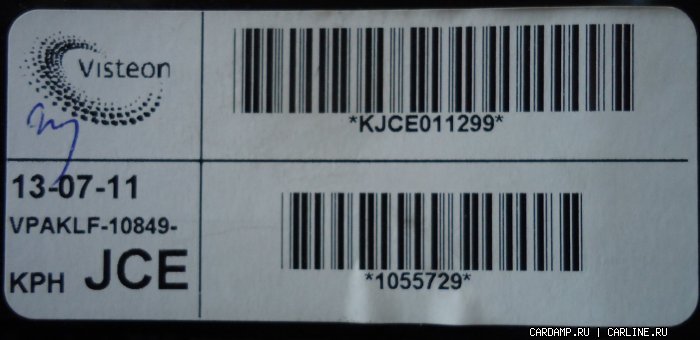 Visteon
*KJCE011299*
13-07-11
VPAKLF-10849-
KPH JCE
*1055729*
CARDAMP.RU | CARLINE.RU